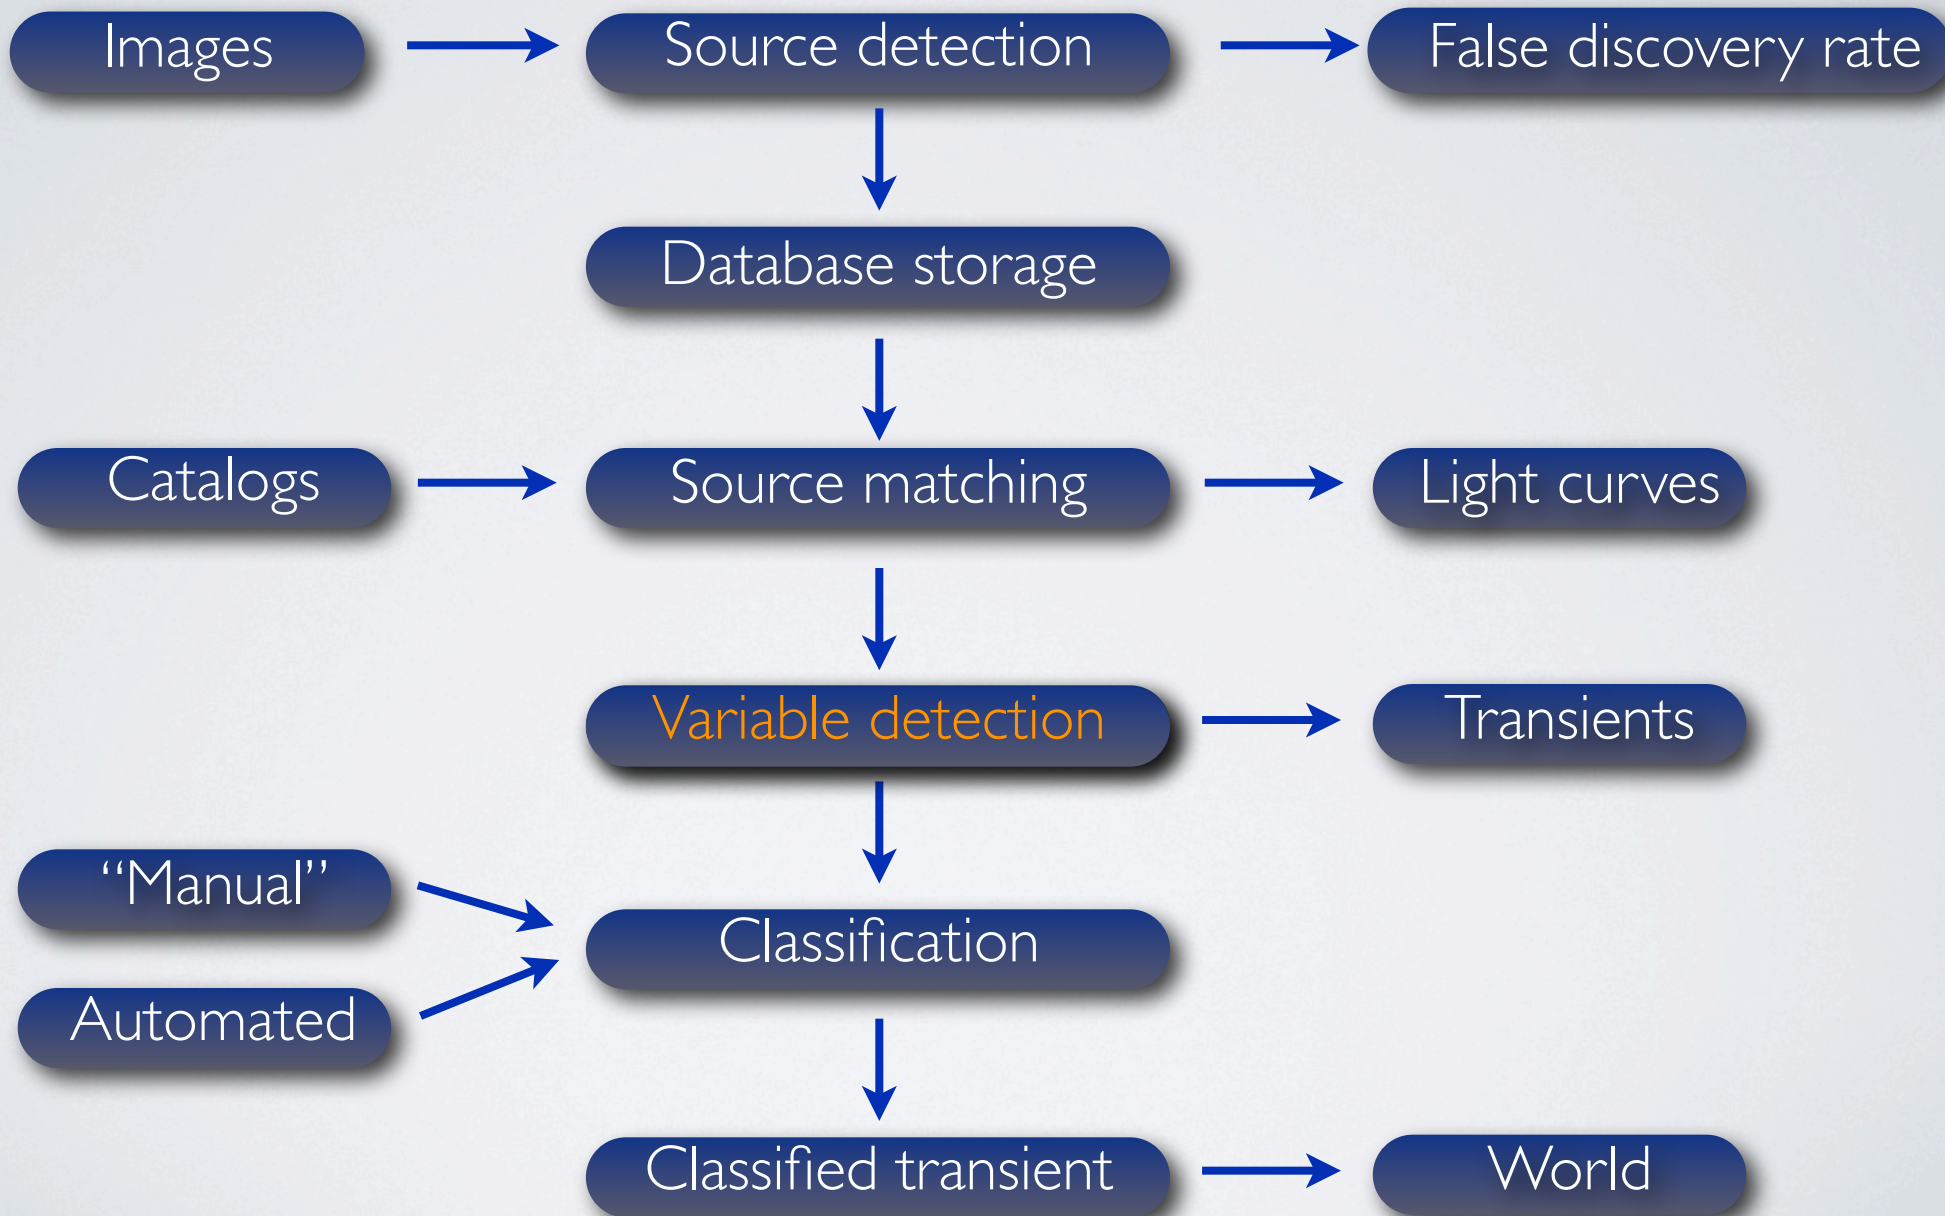 Images
Source detection
False discovery rate
Database storage
Catalogs
Source matching
Light curves
Variable detection
Transients
“Manual”
Classification
Automated
Classified transient
World